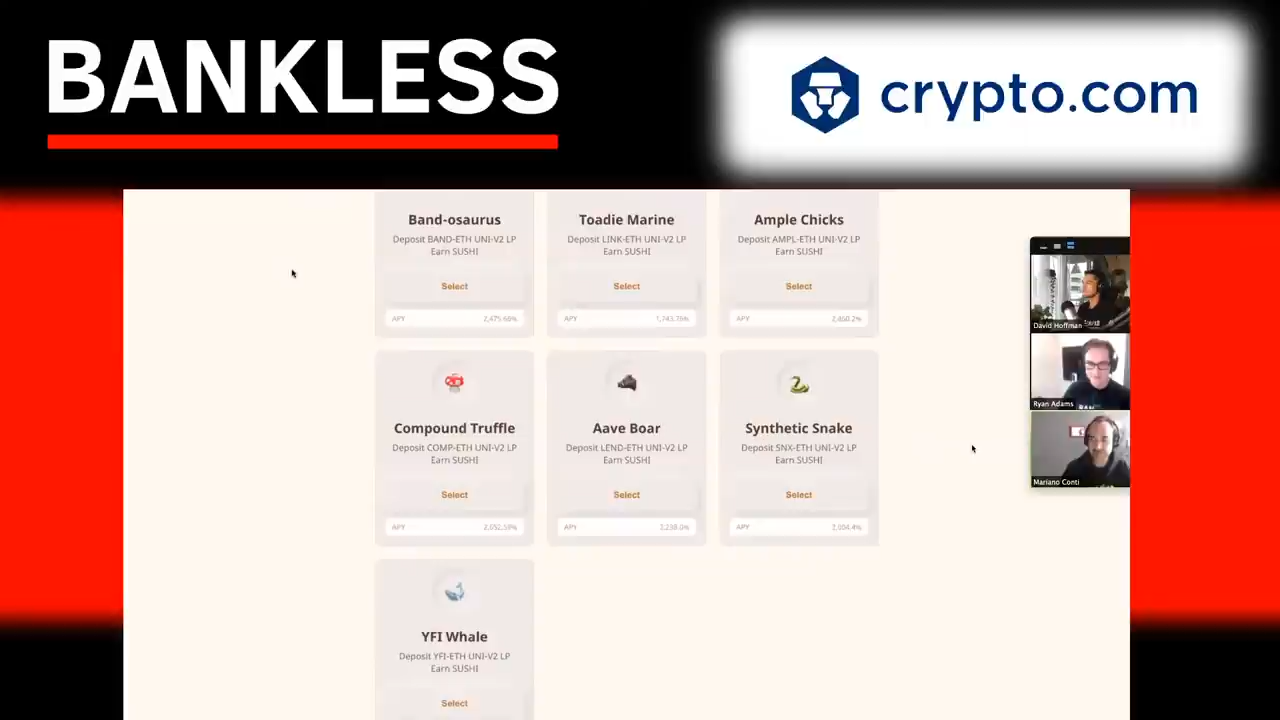 BANKLESS
crypto.com
Band-osaurus
Deposit BAND-ETH UNI-V2 LP
Earn SUSHI
Select
APY
Toadie Marine
Deposit LINK-ETH UNI-V2 LP
Earn SUSHI
Select
APY
Ample Chicks
Deposit AMPL-ETH UNI-V2 LP
Earn SUSHI
Select
APY
Compound Truffle
Deposit COMP-ETH UNI-V2 LP
Earn SUSHI
Select
APY
Aave Boar
Deposit LEND-ETH UNI-V2 LP
Earn SUSHI
Select
APY
Synthetic Snake
Deposit SNX-ETH UNI-V2 LP
Earn SUSHI
Select
APY
YFI Whale
Deposit YFI-ETH UNI-V2 LP
Earn SUSHI
Select
David Hoffman
Ryan Adams
Mariano Conti